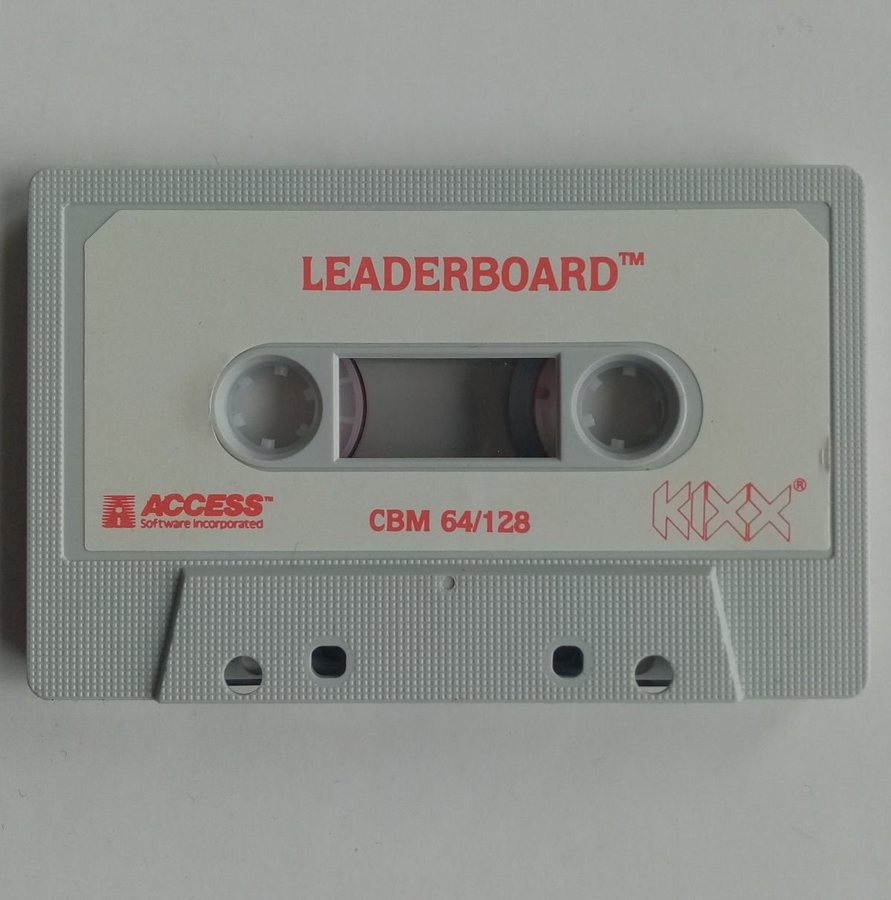 LEADERBOARD™
ACCESS™
Software incorporated
CBM 64/128
KIXX®